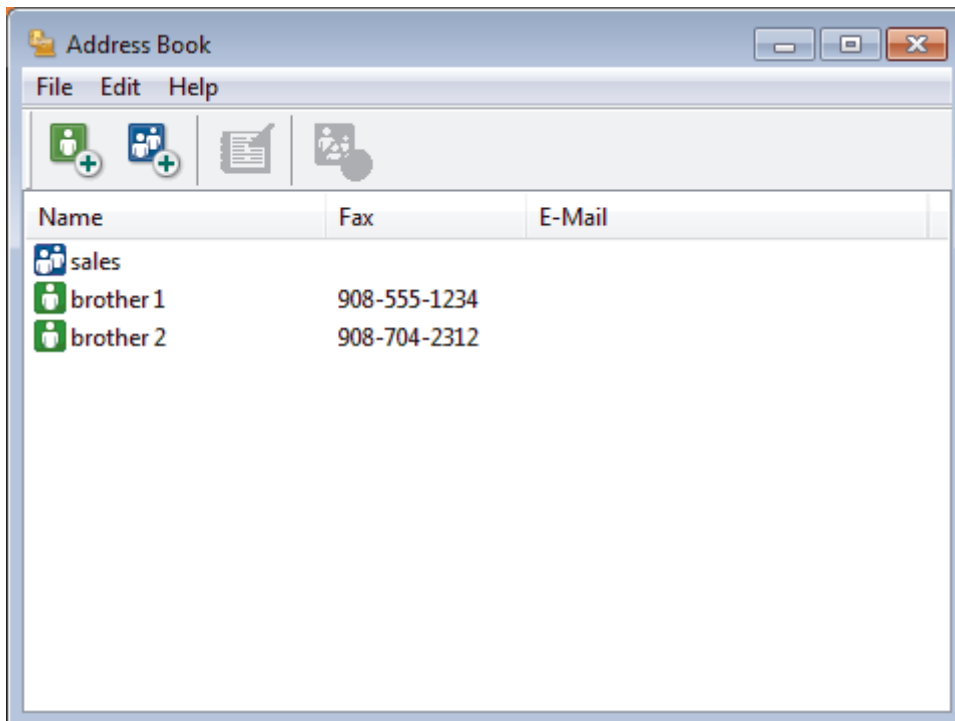 Address Book
File Edit Help
Name Fax E-Mail
sales
brother 1 908-555-1234
brother 2 908-704-2312